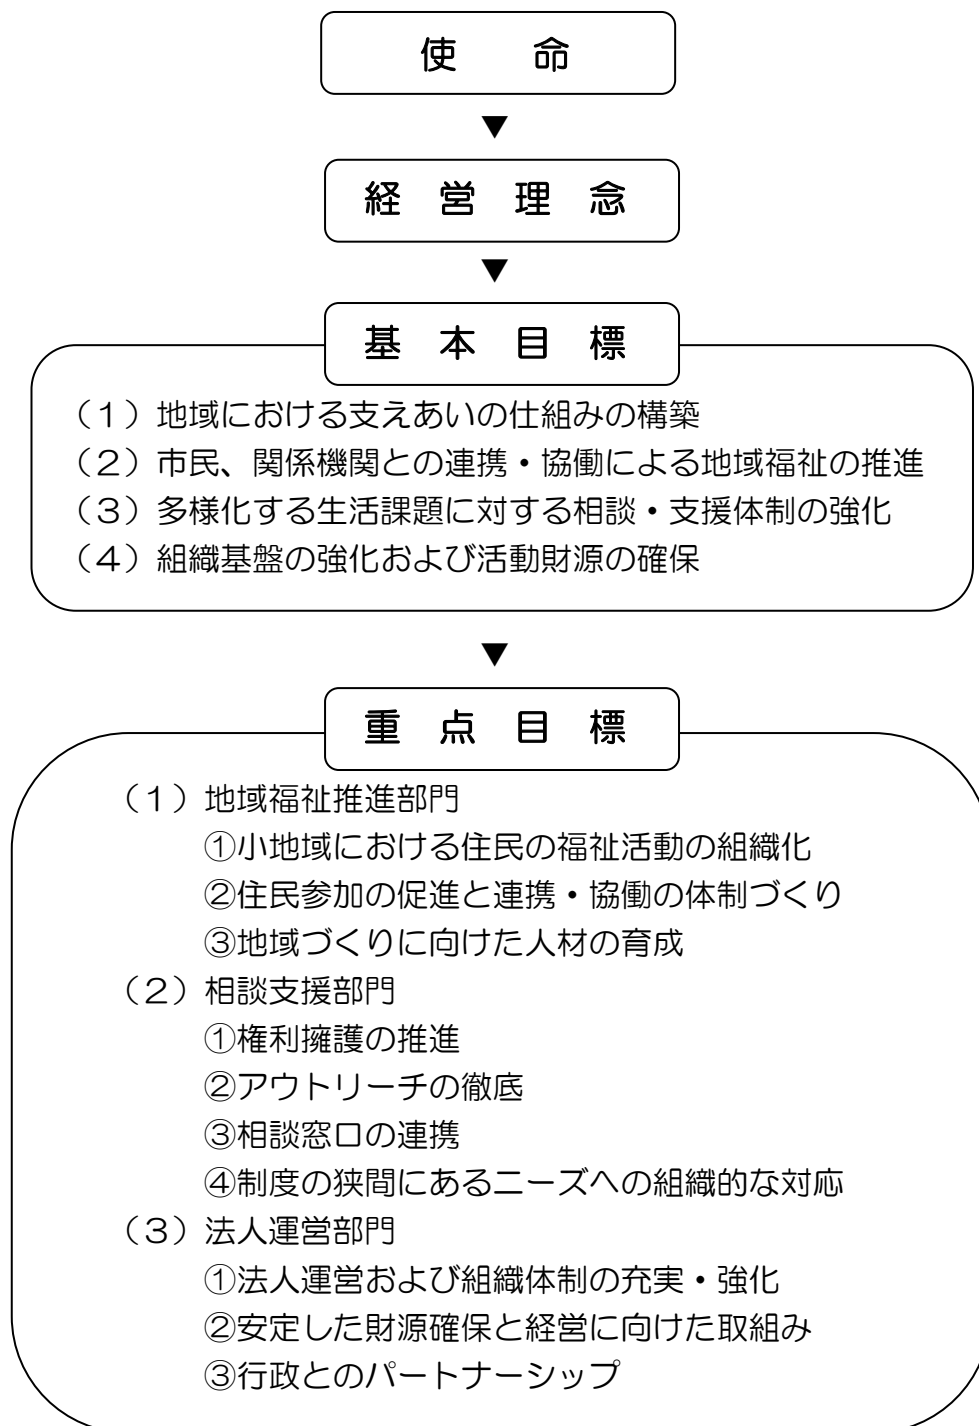 使　命
▼
経　営　理　念
▼
基　本　目　標
（１）地域における支えあいの仕組みの構築
（２）市民、関係機関との連携・協働による地域福祉の推進
（３）多様化する生活課題に対する相談・支援体制の強化
（４）組織基盤の強化および活動財源の確保
▼
重　点　目　標
（１）地域福祉推進部門
①小地域における住民の福祉活動の組織化
②住民参加の促進と連携・協働の体制づくり
③地域づくりに向けた人材の育成
（２）相談支援部門
①権利擁護の推進
②アウトリーチの徹底
③相談窓口の連携
④制度の狭間にあるニーズへの組織的な対応
（３）法人運営部門
①法人運営および組織体制の充実・強化
②安定した財源確保と経営に向けた取組み
③行政とのパートナーシップ